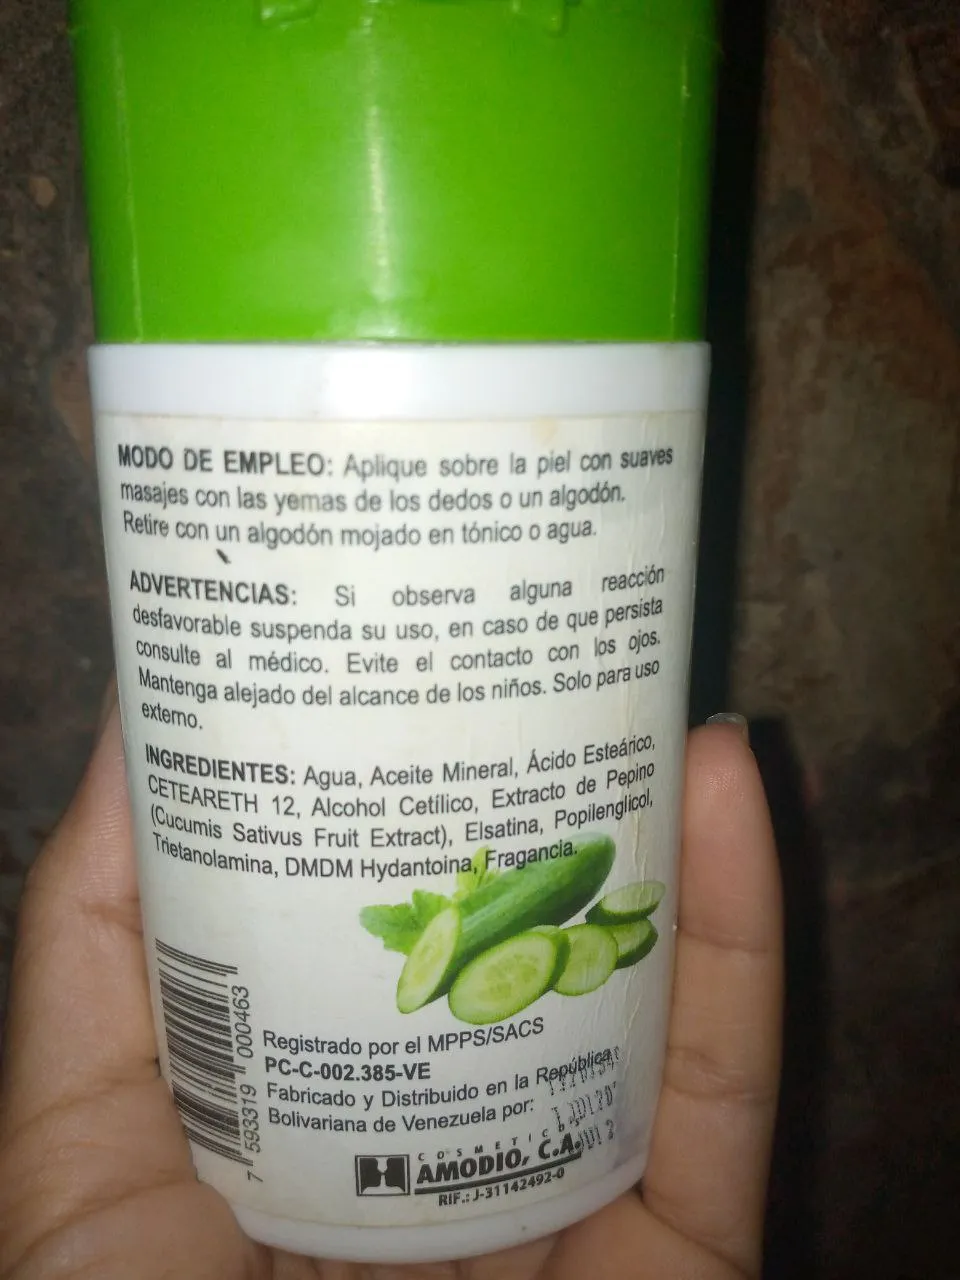 MODO DE EMPLEO: Aplique sobre la piel con suaves
masajes con las yemas de los dedos o un algodón.
Retire con un algodón mojado en tónico o agua.
ADVERTENCIAS: Si observa alguna reacción
desfavorable suspenda su uso, en caso de que persista
consulte al médico. Evite el contacto con los ojos.
Mantenga alejado del alcance de los niños. Solo para uso
externo.
INGREDIENTES: Agua, Aceite Mineral, Ácido Esteárico,
CETEARETH 12, Alcohol Cetílico, Extracto de Pepino
(Cucumis Sativus Fruit Extract), Elsatina, Popilenglicol,
Trietanolamina, DMDM Hydantoina, Fragancia.
7 593319 000463
Registrado por el MPPS/SACS
PC-C-002.385-VE
Fabricado y Distribuido en la República
Bolivariana de Venezuela por:
COSMETIC
AMODIO, C.A.
RIF.: J-31142492-0